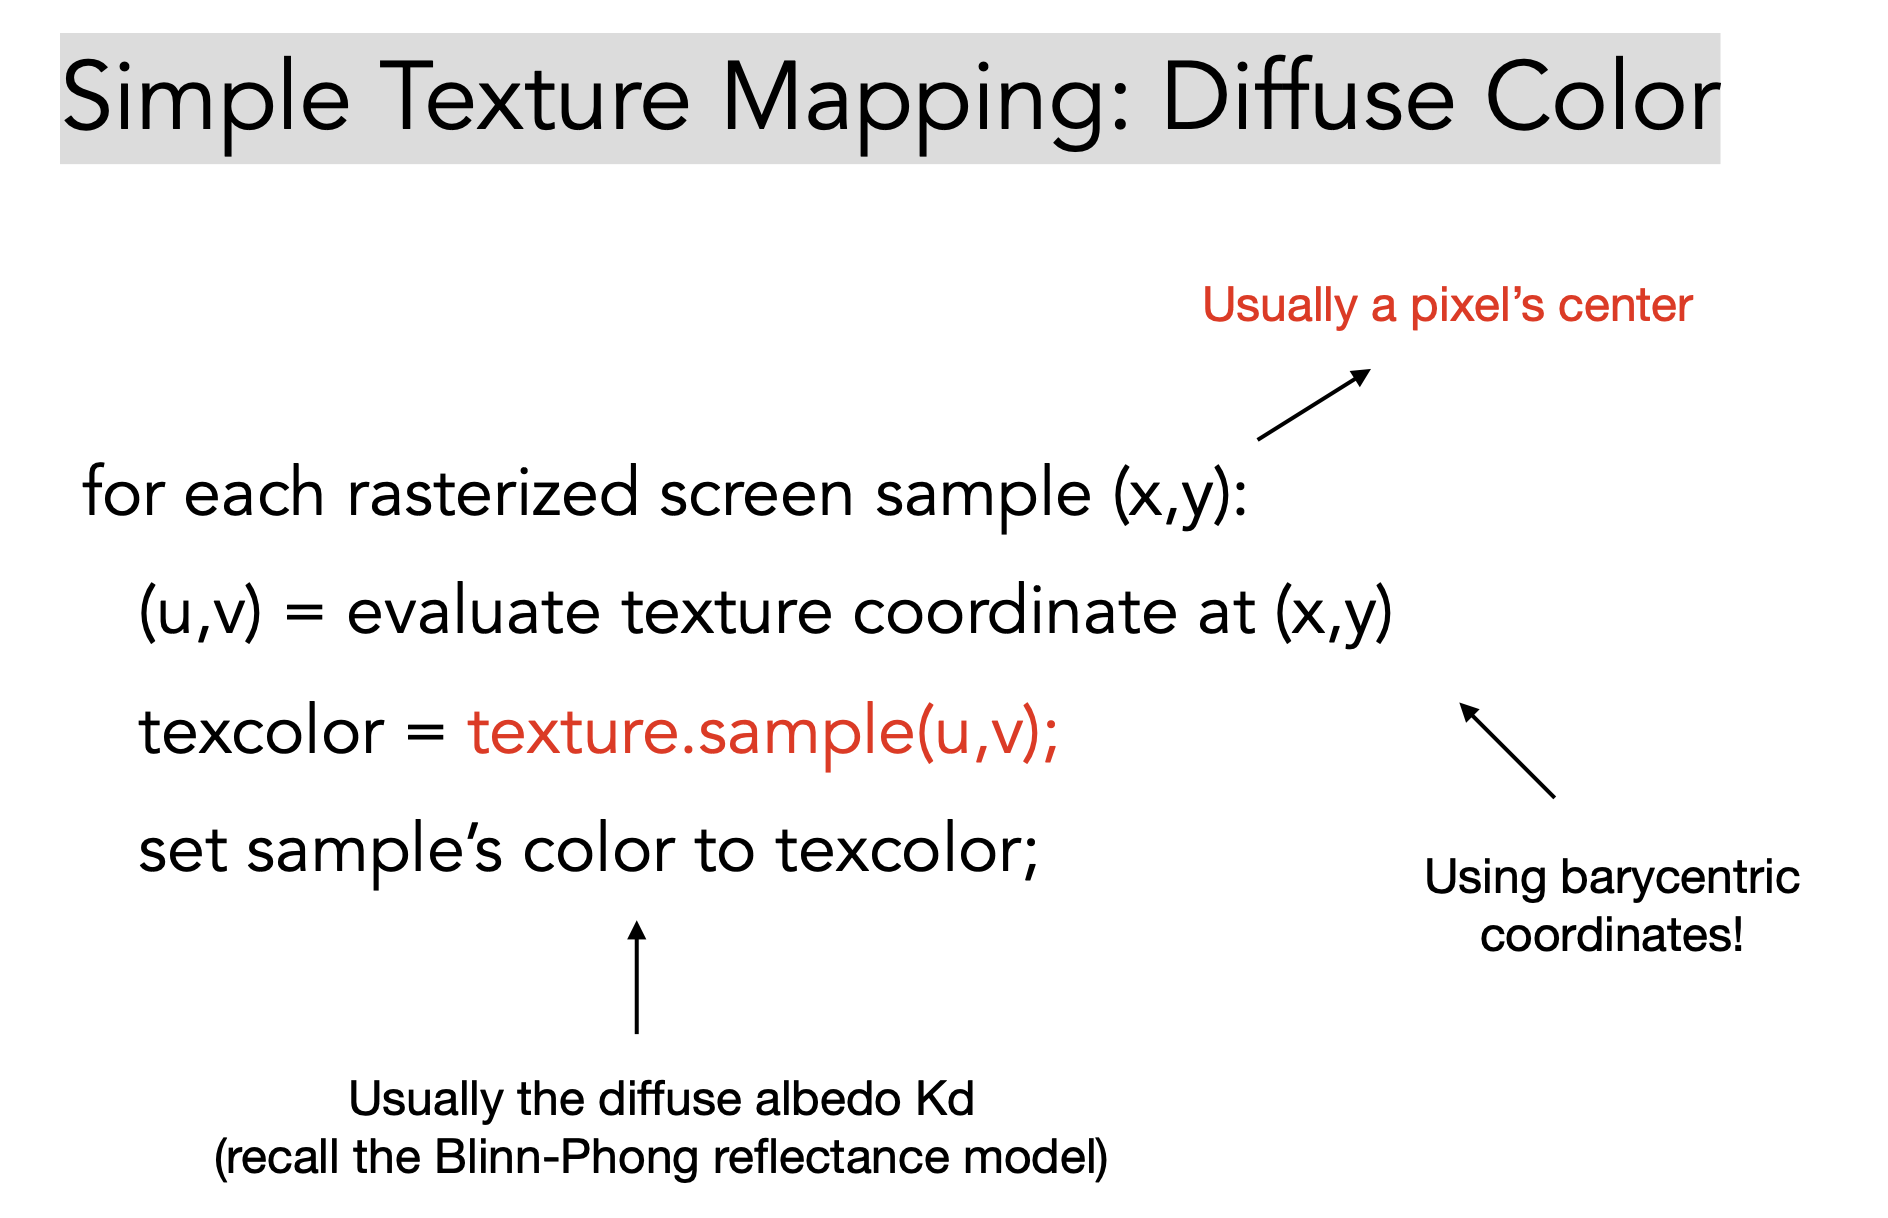 Simple Texture Mapping: Diffuse Color
Usually a pixel’s center
for each rasterized screen sample (x,y):
(u,v) = evaluate texture coordinate at (x,y)
texcolor = texture.sample(u,v);
set sample’s color to texcolor;
Using barycentric
coordinates!
Usually the diffuse albedo Kd
(recall the Blinn-Phong reflectance model)